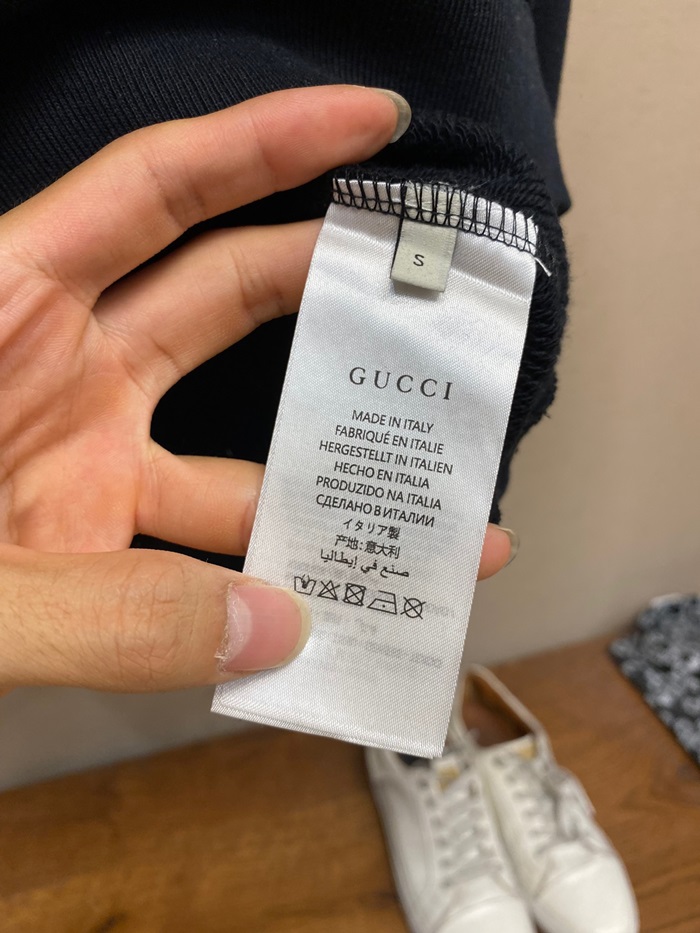 S
GUCCI
MADE IN ITALY
FABRIQUÉ EN ITALIE
HERGESTELLT IN ITALIEN
HECHO EN ITALIA
PRODUZIDO NA ITALIA
СДЕЛАНО В ИТАЛИИ
イタリア製
产地: 意大利
صنع في إيطاليا